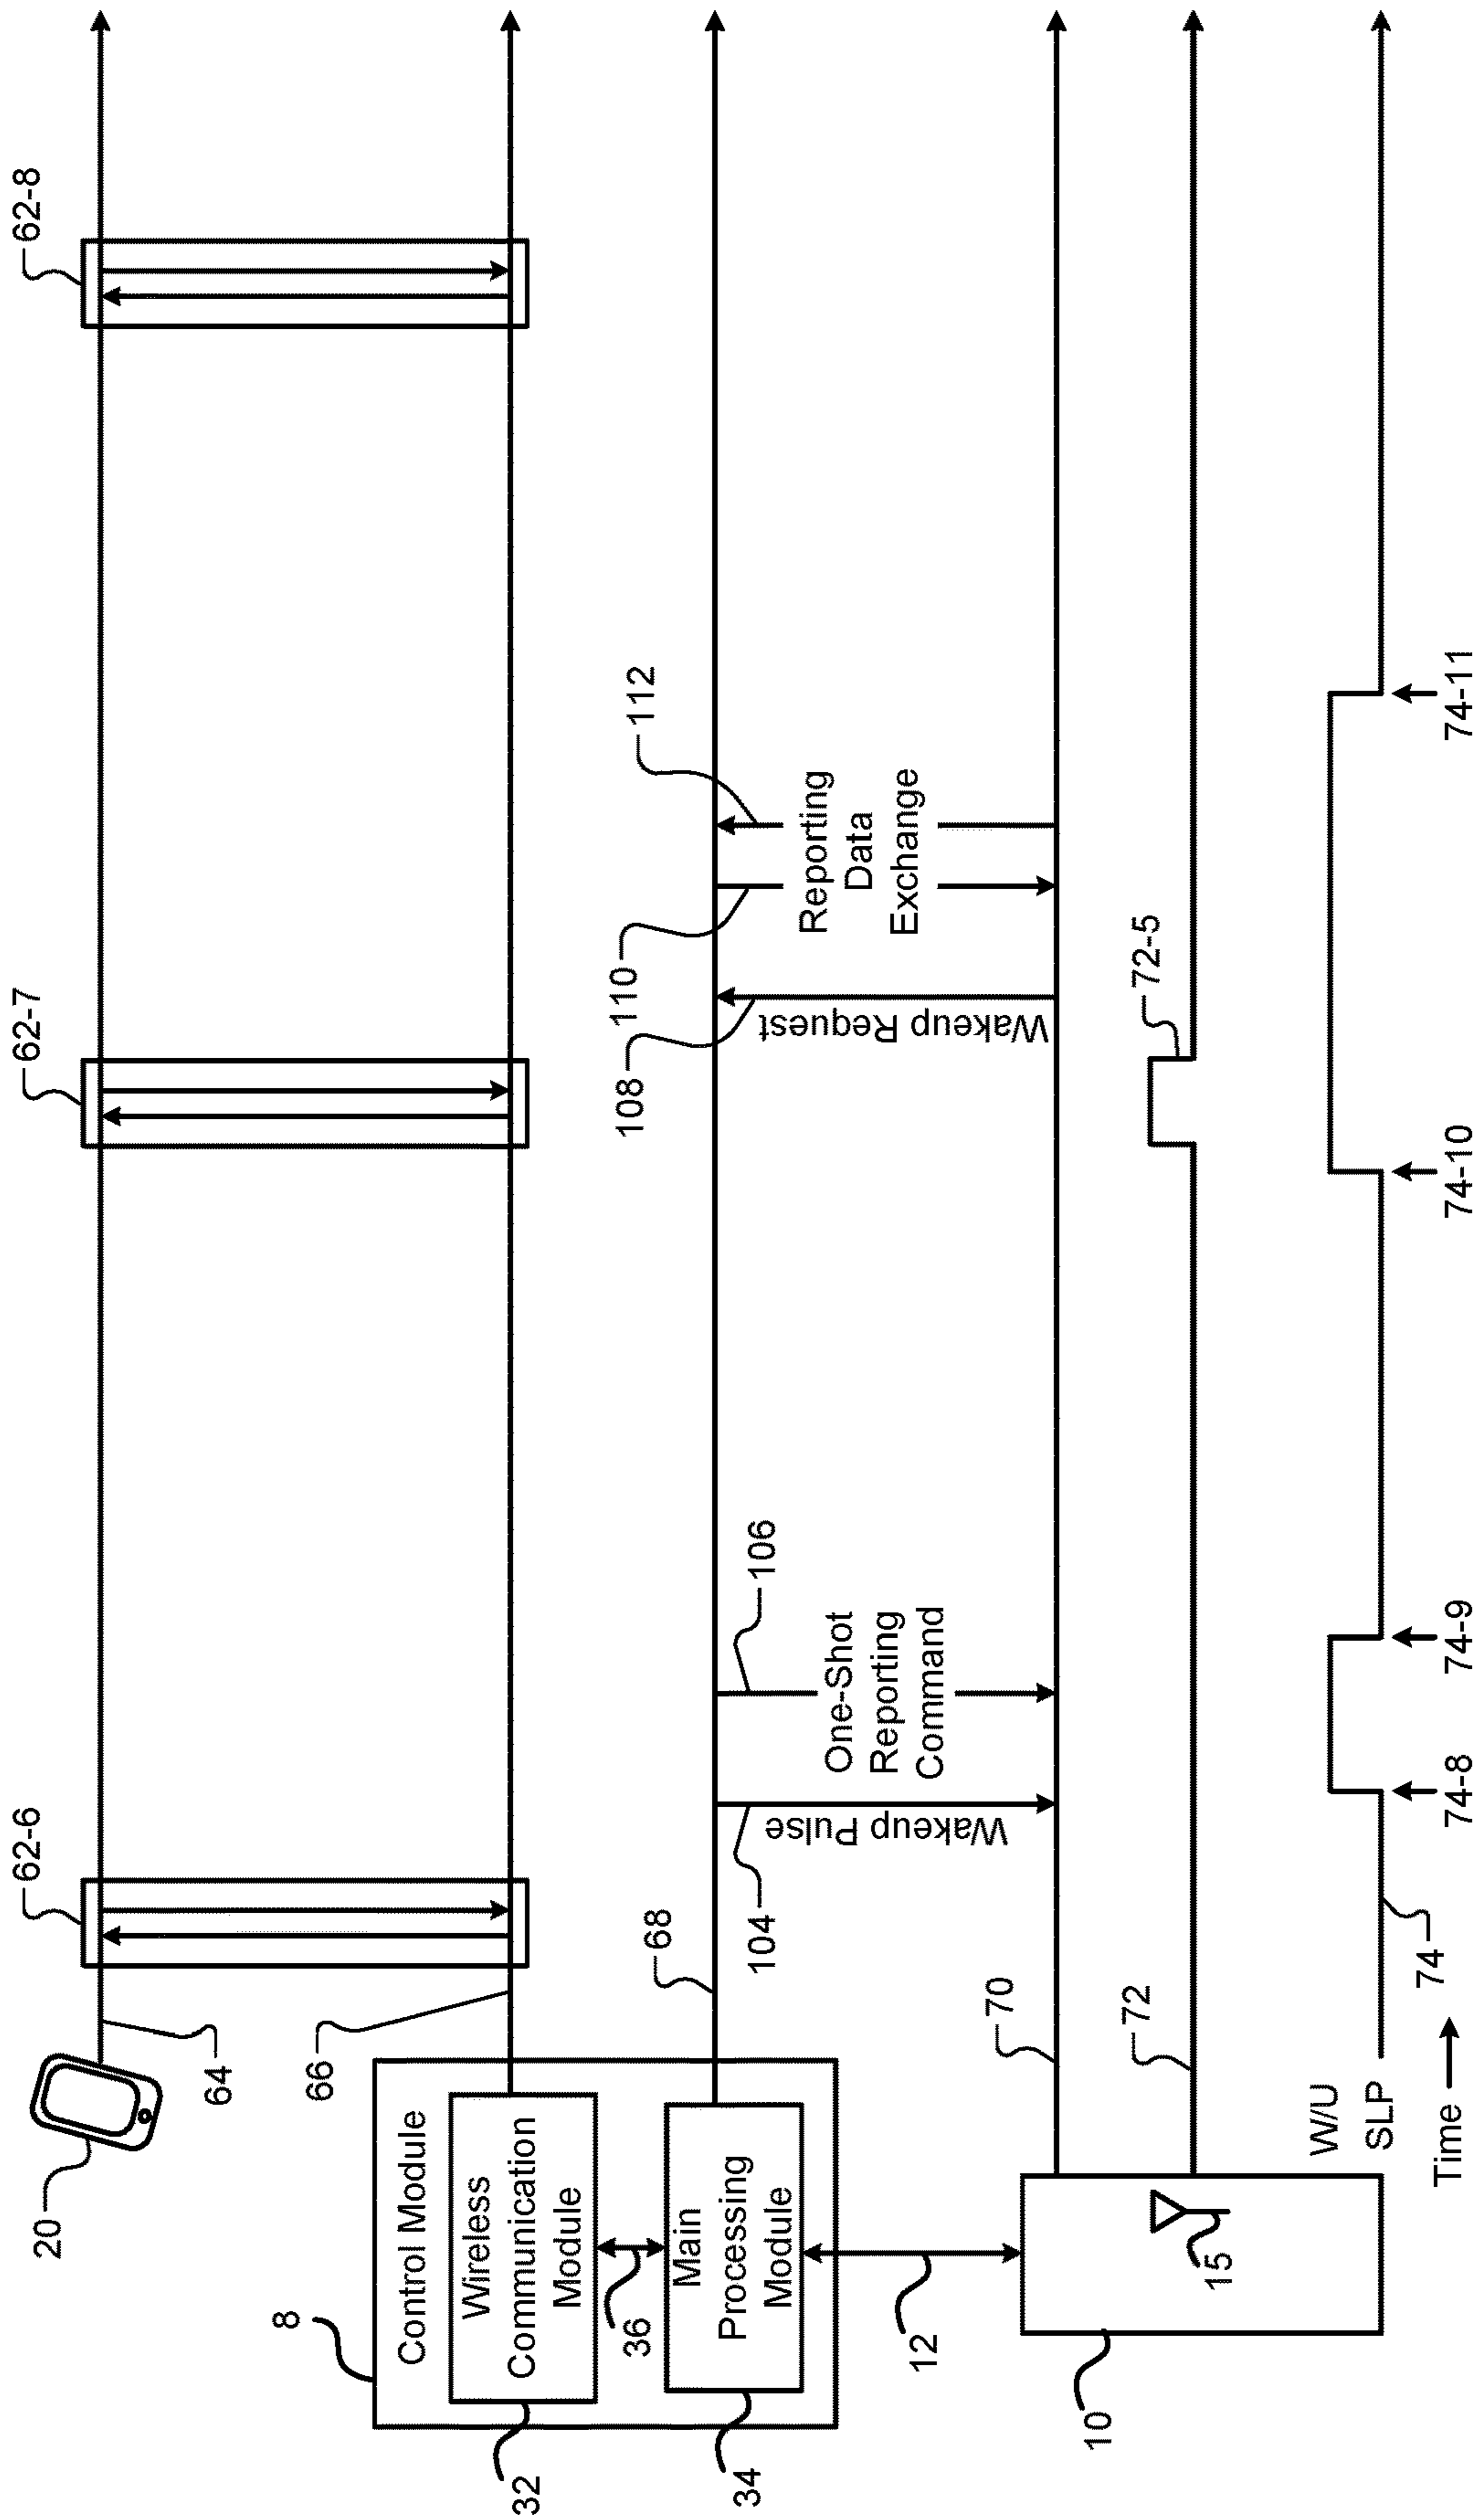 20
64
62-6
62-7
62-8
8
Control Module
66
32
Wireless
Communication
Module
36
34
Main
Processing
Module
68
104
Wakeup Pulse
One-Shot
Reporting
Command
106
108
Wakeup Request
110
Reporting
Data
Exchange
112
12
10
15
70
72
72-5
W/U
SLP
74
Time
74-8
74-9
74-10
74-11